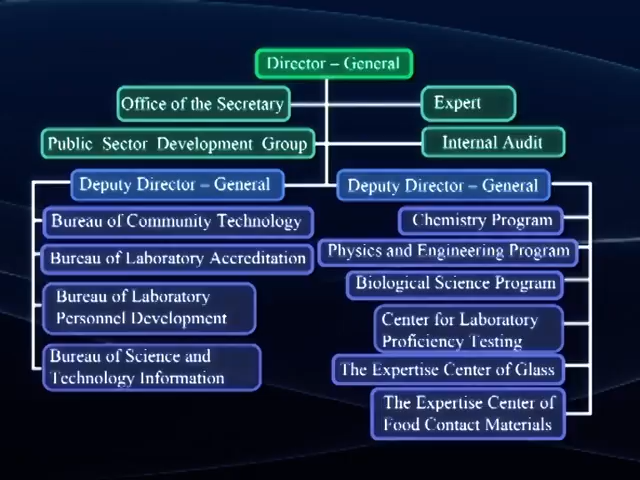 Director – General
Office of the Secretary
Expert
Public Sector Development Group
Internal Audit
Deputy Director – General
Bureau of Community Technology
Bureau of Laboratory Accreditation
Bureau of Laboratory
Personnel Development
Bureau of Science and
Technology Information
Deputy Director – General
Chemistry Program
Physics and Engineering Program
Biological Science Program
Center for Laboratory
Proficiency Testing
The Expertise Center of Glass
The Expertise Center of
Food Contact Materials